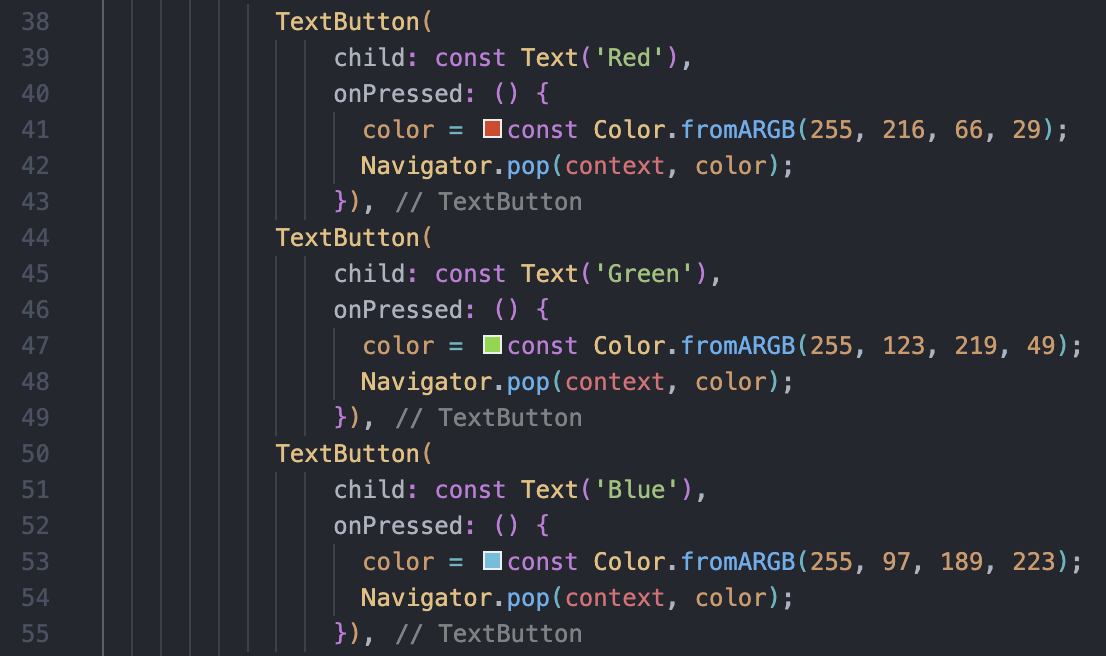 38 TextButton(
39 child: const Text('Red'),
40 onPressed: () {
41 color = const Color.fromARGB(255, 216, 66, 29);
42 Navigator.pop(context, color);
43 }), // TextButton
44 TextButton(
45 child: const Text('Green'),
46 onPressed: () {
47 color = const Color.fromARGB(255, 123, 219, 49);
48 Navigator.pop(context, color);
49 }), // TextButton
50 TextButton(
51 child: const Text('Blue'),
52 onPressed: () {
53 color = const Color.fromARGB(255, 97, 189, 223);
54 Navigator.pop(context, color);
55 }), // TextButton